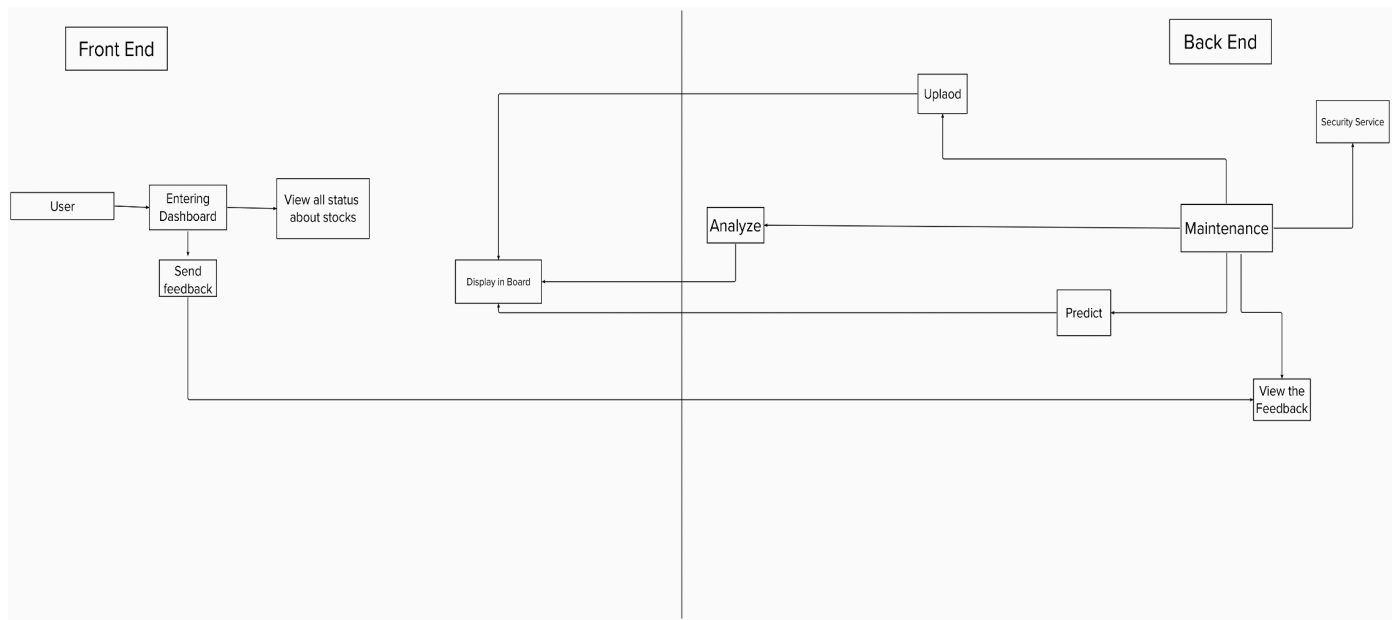 Front End
Back End
Uplaod
Security Service
User
Entering
Dashboard
View all status
about stocks
Analyze
Maintenance
Send
feedback
Display in Board
Predict
View the
Feedback